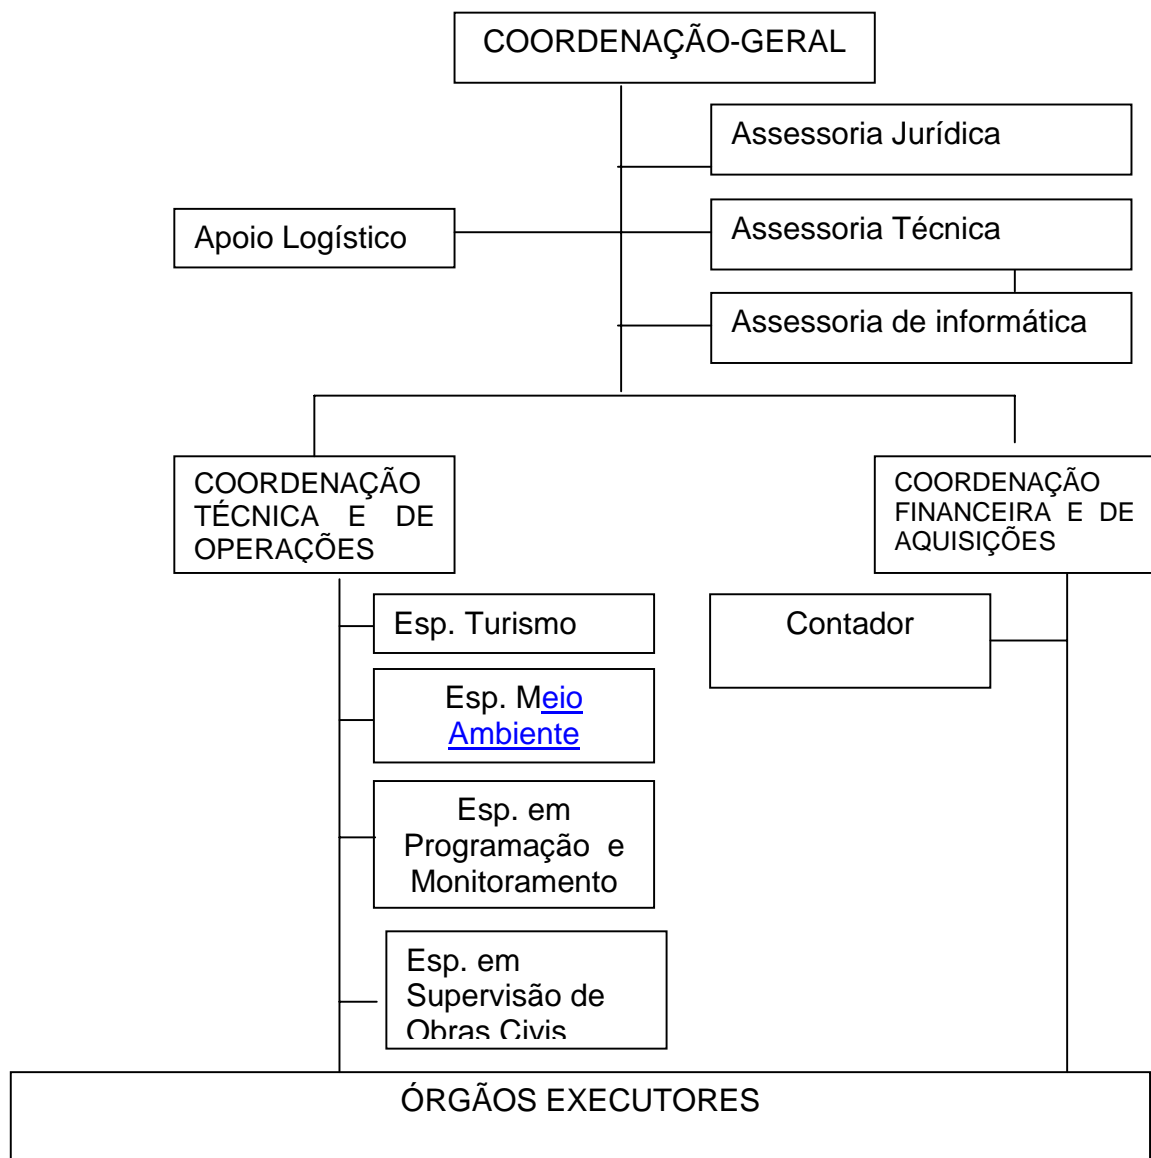 COORDENAÇÃO-GERAL
Assessoria Jurídica
Apoio Logístico
Assessoria Técnica
Assessoria de informática
COORDENAÇÃO
TÉCNICA E DE
OPERAÇÕES
COORDENAÇÃO
FINANCEIRA E DE
AQUISIÇÕES
Esp. Turismo
Contador
Esp. Meio
Ambiente
Esp. em
Programação e
Monitoramento
Esp. em
Supervisão de
Obras Civis
ÓRGÃOS EXECUTORES